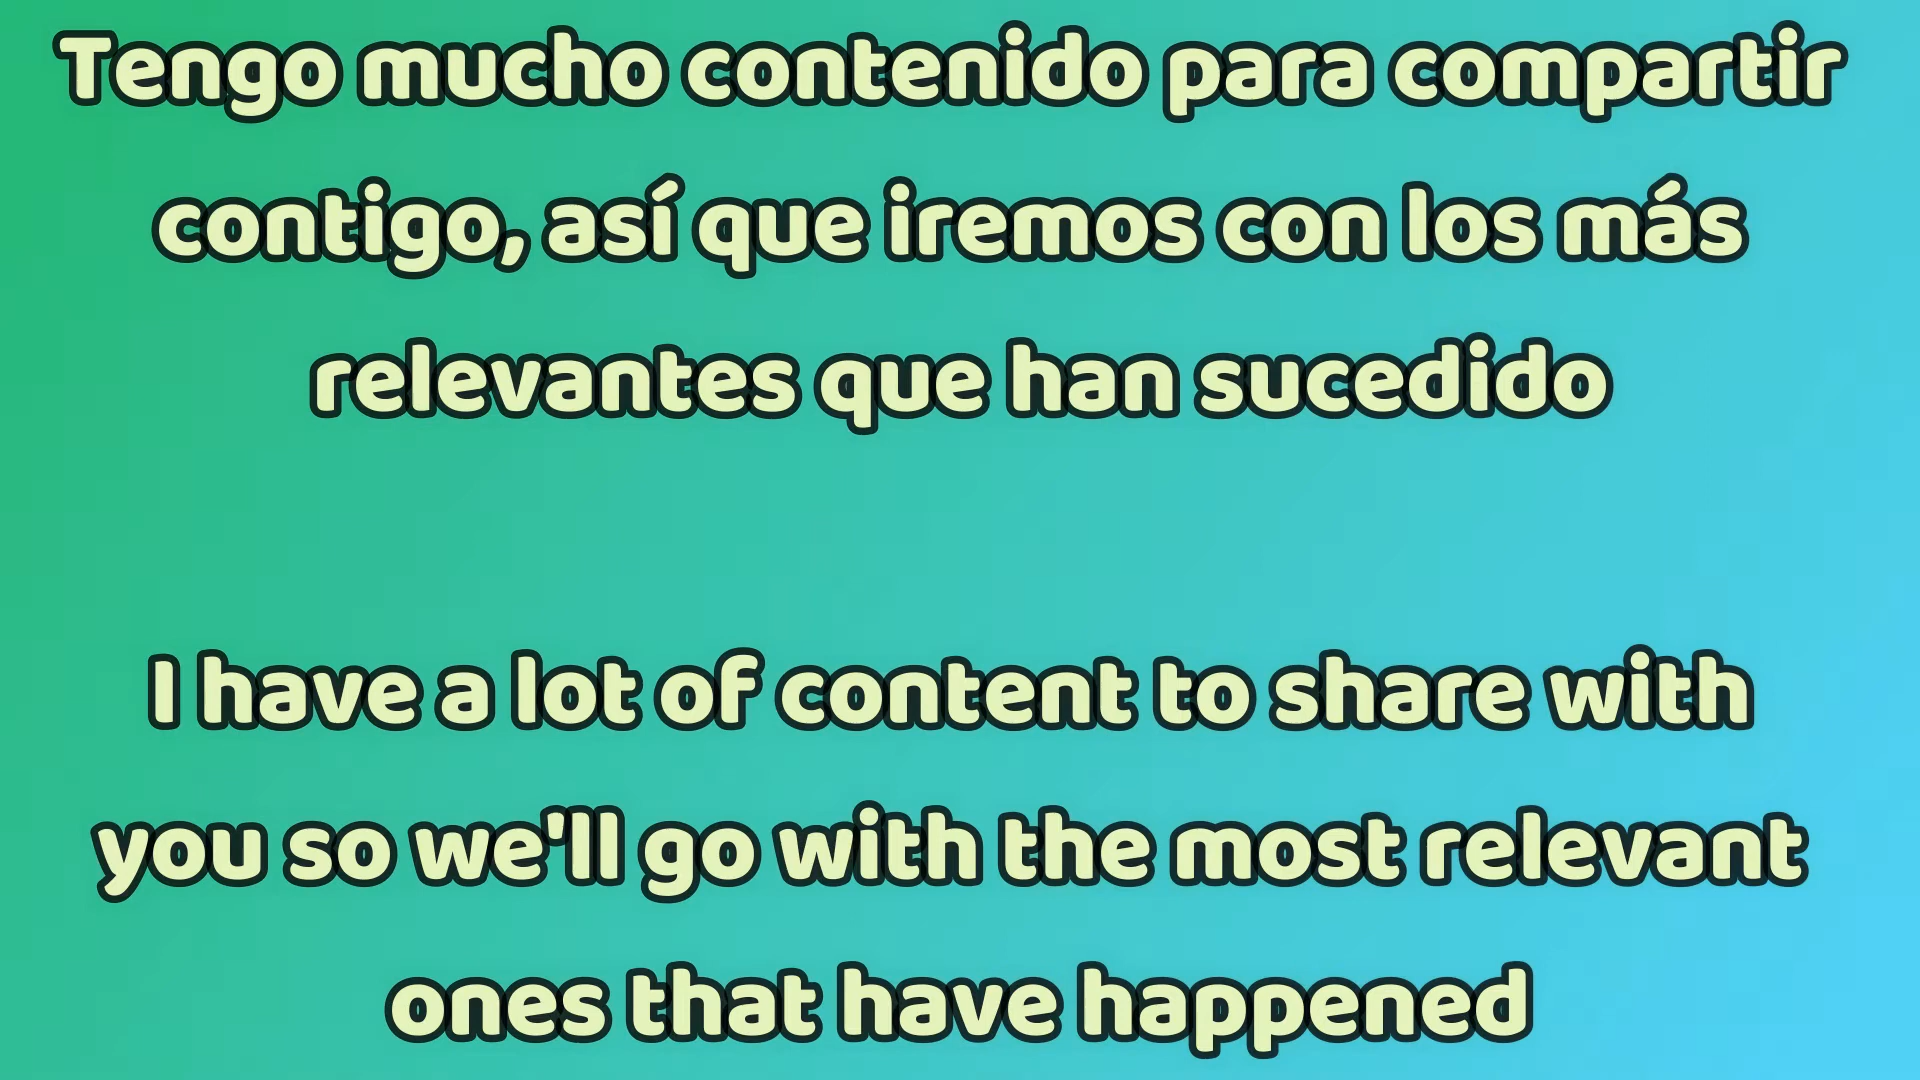 Tengo mucho contenido para compartir
contigo, así que iremos con los más
relevantes que han sucedido
I have a lot of content to share with
you so we'll go with the most relevant
ones that have happened